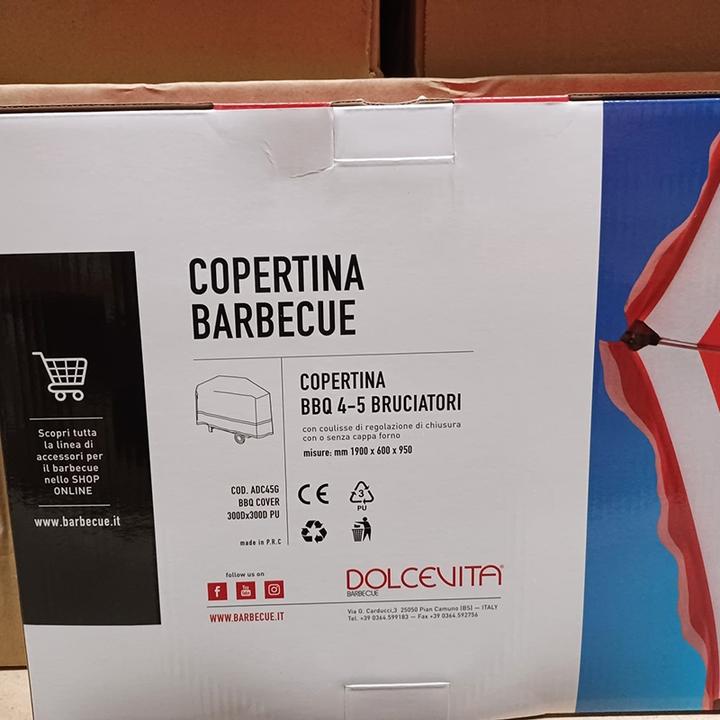 COPERTINA
BARBECUE
COPERTINA
BBQ 4-5 BRUCIATORI
con coulisse di regolazione di chiusura
con o senza cappa forno
misure: mm 1900 x 600 x 950
COD. ADC45G
BBQ COVER
300Dx300D PU
made in P.R.C
CE
3
PU
Scopri tutta
la linea di
accessori per
il barbecue
nello SHOP
ONLINE
www.barbecue.it
follow us on
f
You
Tube
WWW.BARBECUE.IT
DOLCEVITA®
BARBECUE
Via G. Carducci,3 25050 Pian Camuno (BS) — ITALY
Tel. +39 0364.599183 — Fax +39 0364.592756